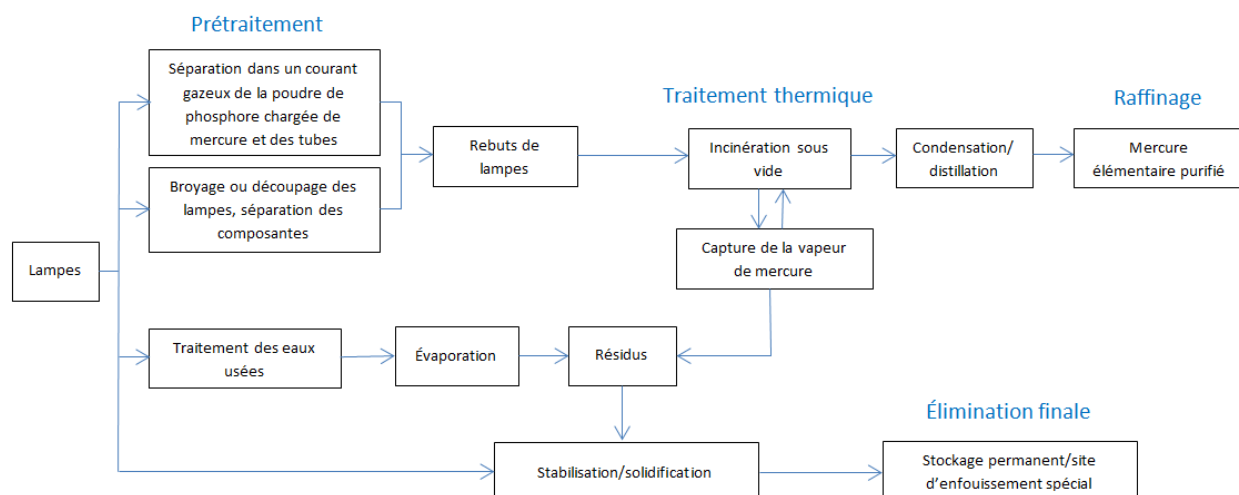 Prétraitement
Séparation dans un courant
gazeux de la poudre de
phosphore chargée de
mercure et des tubes
Traitement thermique
Raffinage
Rebuts de
lampes
Incinération sous
vide
Condensation/
distillation
Mercure
élémentaire purifié
Broyage ou découpage des
lampes, séparation des
composantes
Lampes
Capture de la vapeur
de mercure
Traitement des eaux
usées
Évaporation
Résidus
Élimination finale
Stabilisation/solidification
Stockage permanent/site
d’enfouissement spécial